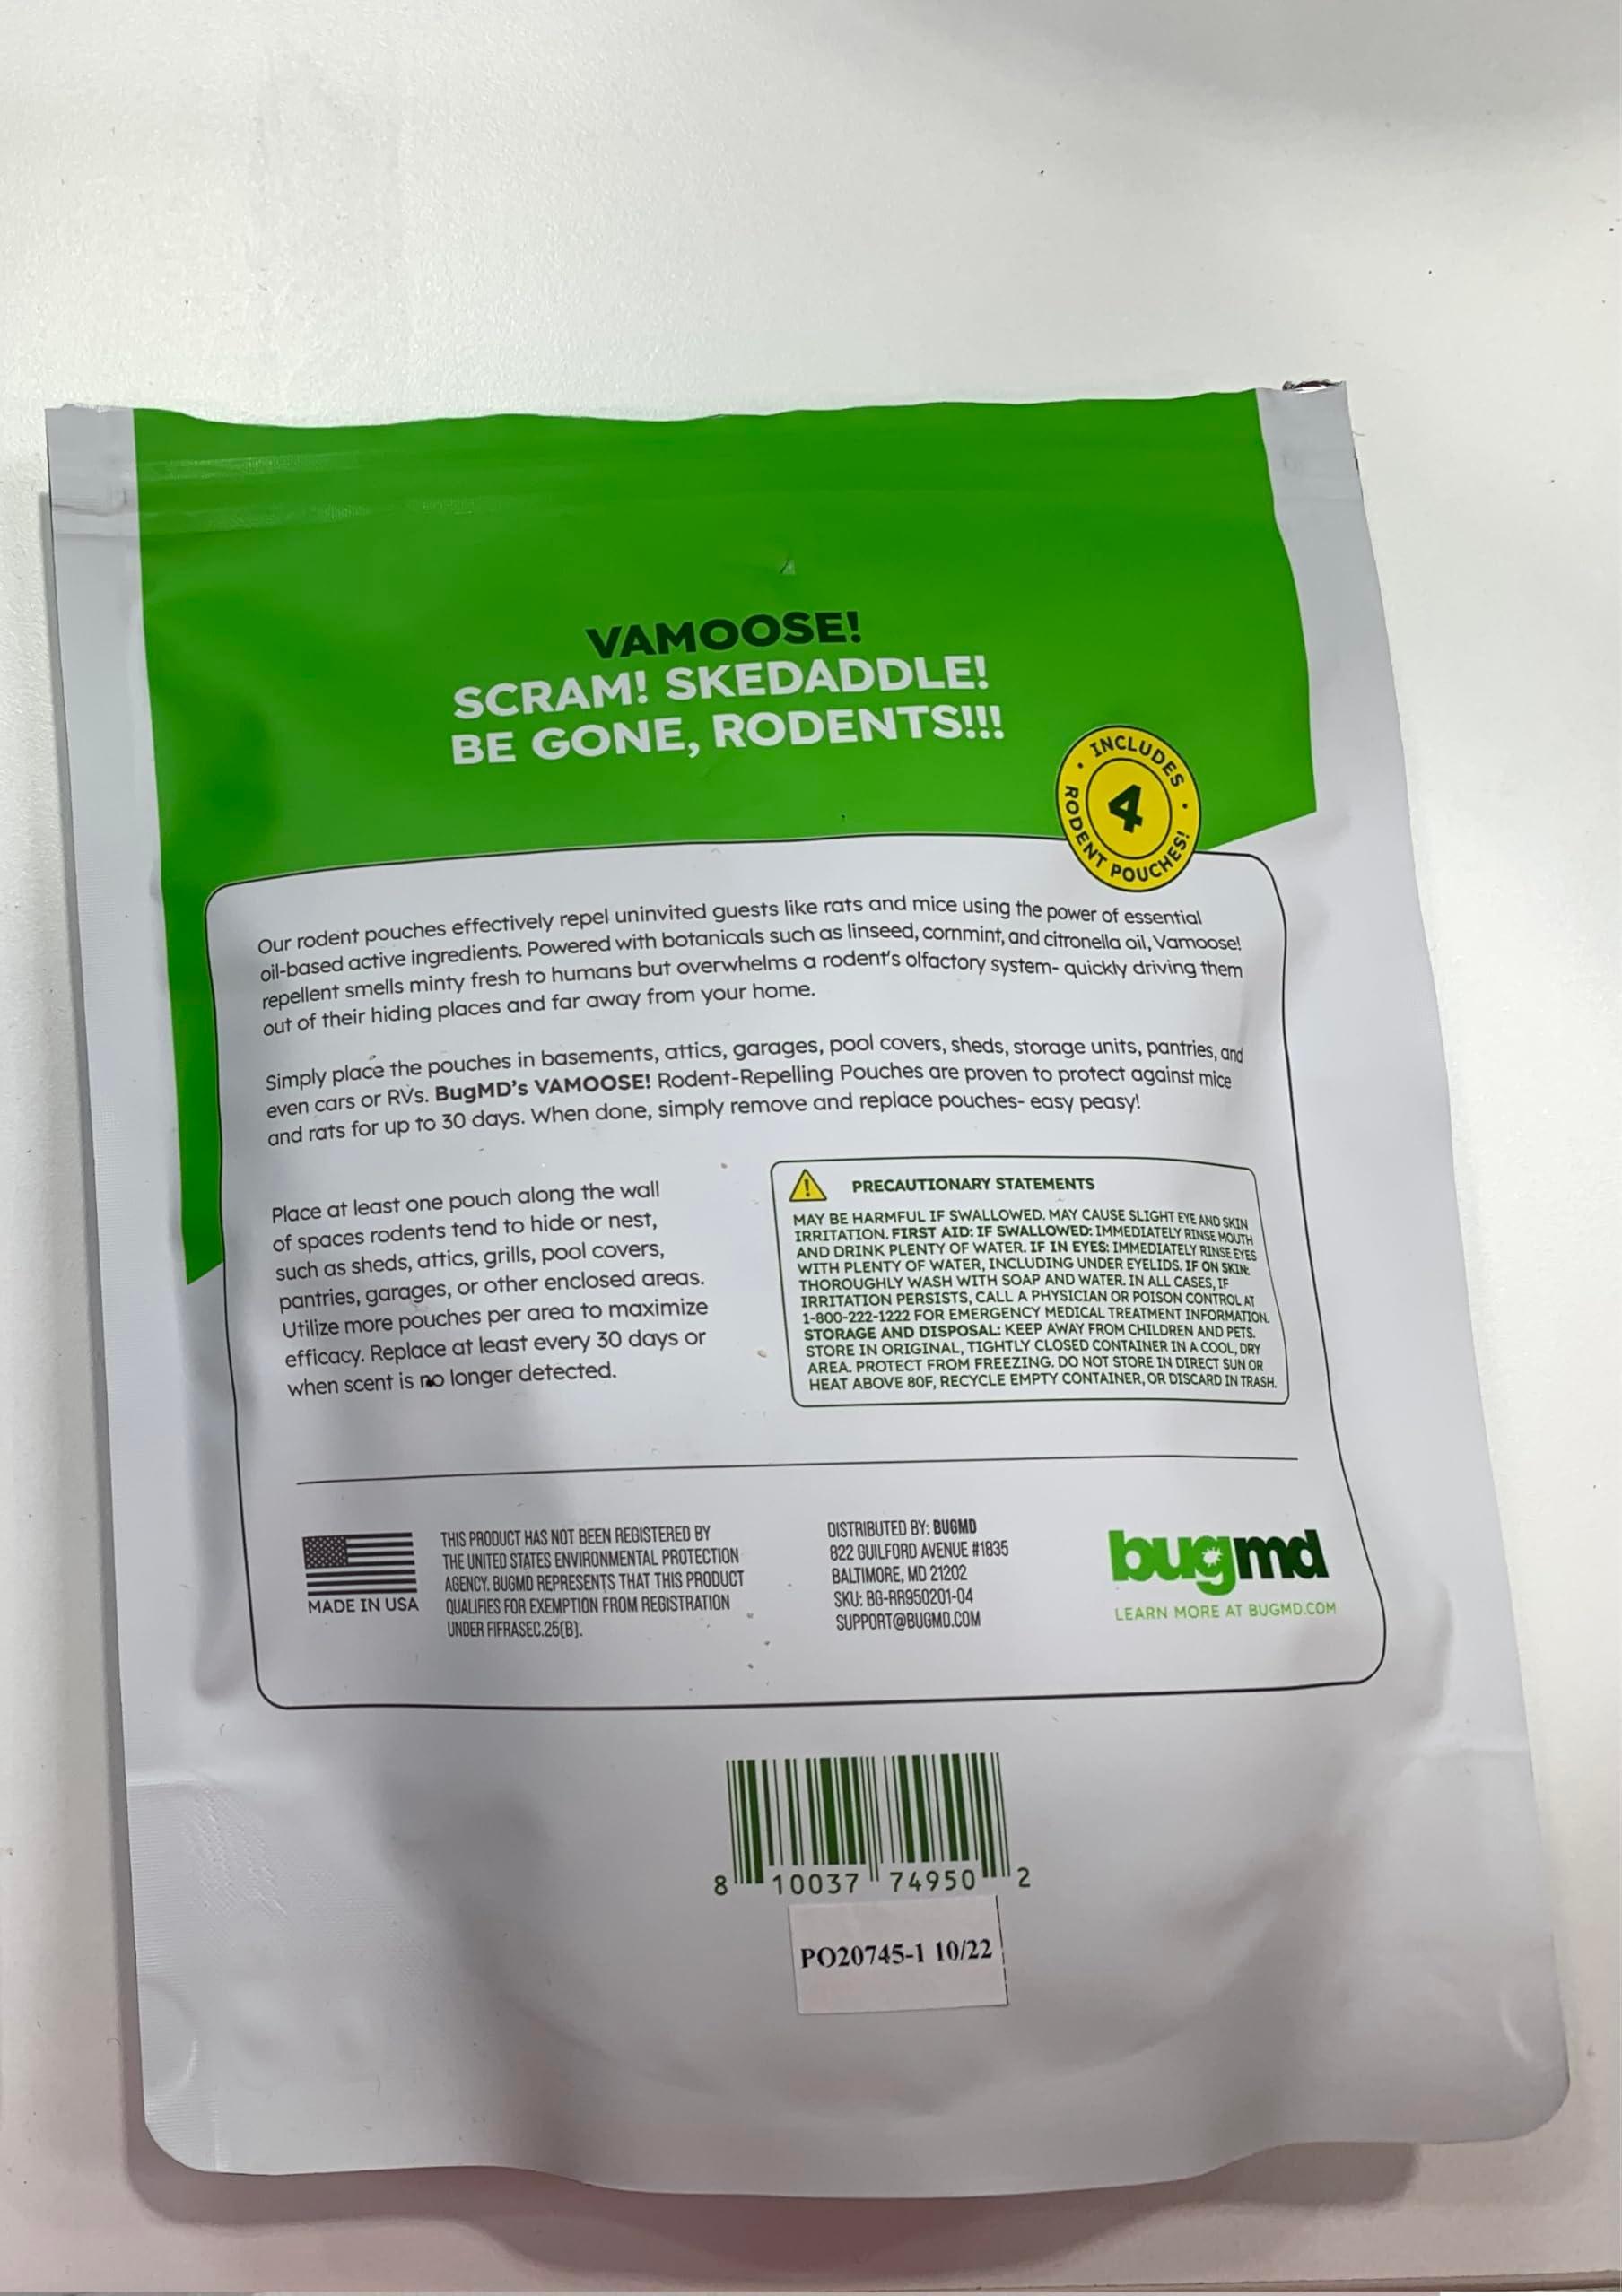 VAMOOSE!
SCRAM! SKEDADDLE!
BE GONE, RODENTS!!!
• INCLUDES •
4
RODENT POUCHES!
Our rodent pouches effectively repel uninvited guests like rats and mice using the power of essential
oil-based active ingredients. Powered with botanicals such as linseed, cornmint, and citronella oil, Vamoose!
repellent smells minty fresh to humans but overwhelms a rodent's olfactory system- quickly driving them
out of their hiding places and far away from your home.
Simply place the pouches in basements, attics, garages, pool covers, sheds, storage units, pantries, and
even cars or RVs. BugMD's VAMOOSE! Rodent-Repelling Pouches are proven to protect against mice
and rats for up to 30 days. When done, simply remove and replace pouches- easy peasy!
Place at least one pouch along the wall
of spaces rodents tend to hide or nest,
such as sheds, attics, grills, pool covers,
pantries, garages, or other enclosed areas.
Utilize more pouches per area to maximize
efficacy. Replace at least every 30 days or
when scent is no longer detected.
! PRECAUTIONARY STATEMENTS
MAY BE HARMFUL IF SWALLOWED. MAY CAUSE SLIGHT EYE AND SKIN
IRRITATION. FIRST AID: IF SWALLOWED: IMMEDIATELY RINSE MOUTH
AND DRINK PLENTY OF WATER. IF IN EYES: IMMEDIATELY RINSE EYES
WITH PLENTY OF WATER, INCLUDING UNDER EYELIDS. IF ON SKIN:
THOROUGHLY WASH WITH SOAP AND WATER. IN ALL CASES, IF
IRRITATION PERSISTS, CALL A PHYSICIAN OR POISON CONTROL AT
1-800-222-1222 FOR EMERGENCY MEDICAL TREATMENT INFORMATION.
STORAGE AND DISPOSAL: KEEP AWAY FROM CHILDREN AND PETS.
STORE IN ORIGINAL, TIGHTLY CLOSED CONTAINER IN A COOL, DRY
AREA. PROTECT FROM FREEZING. DO NOT STORE IN DIRECT SUN OR
HEAT ABOVE 80F, RECYCLE EMPTY CONTAINER, OR DISCARD IN TRASH.
MADE IN USA
THIS PRODUCT HAS NOT BEEN REGISTERED BY
THE UNITED STATES ENVIRONMENTAL PROTECTION
AGENCY. BUGMD REPRESENTS THAT THIS PRODUCT
QUALIFIES FOR EXEMPTION FROM REGISTRATION
UNDER FIFRASEC.25(B).
DISTRIBUTED BY: BUGMD
822 GUILFORD AVENUE #1835
BALTIMORE, MD 21202
SKU: BG-RR950201-04
SUPPORT@BUGMD.COM
bugmd
LEARN MORE AT BUGMD.COM
8 10037 74950 2
PO20745-1 10/22